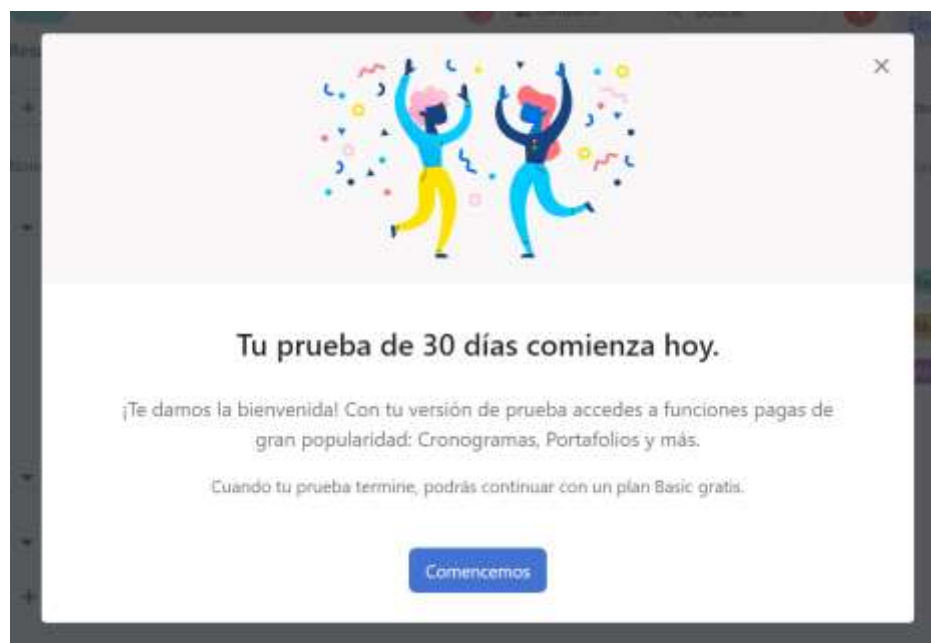 Tu prueba de 30 días comienza hoy.
¡Te damos la bienvenida! Con tu versión de prueba accedes a funciones pagas de
gran popularidad: Cronogramas, Portafolios y más.
Cuando tu prueba termine, podrás continuar con un plan Basic gratis.
Comencemos